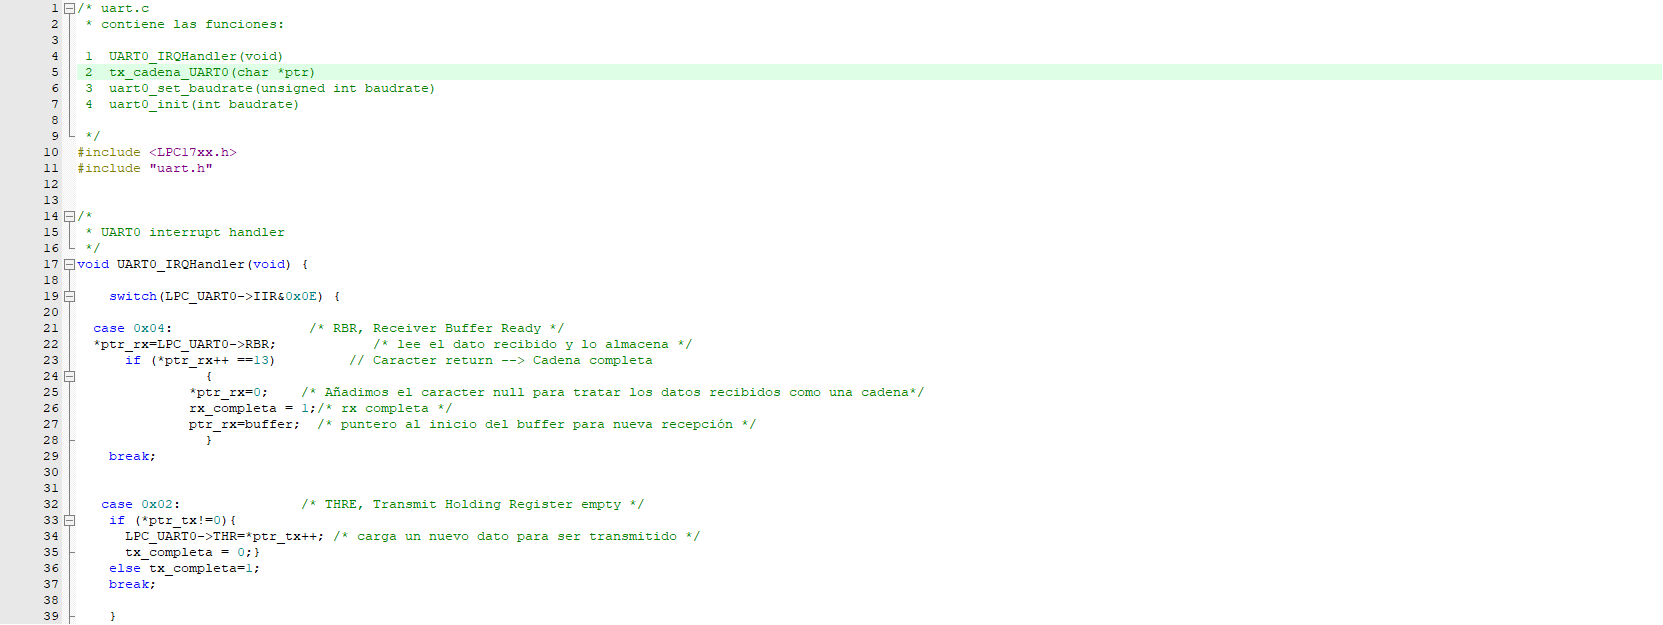 1 /* uart.c
2 * contiene las funciones:
3
4 1 UART0_IRQHandler(void)
5 2 tx_cadena_UART0(char *ptr)
6 3 uart0_set_baudrate(unsigned int baudrate)
7 4 uart0_init(int baudrate)
8
9 */
10 #include <LPC17xx.h>
11 #include "uart.h"
12
13
14 /*
15 * UART0 interrupt handler
16 */
17 void UART0_IRQHandler(void) {
18
19 switch(LPC_UART0->IIR&0x0E) {
20
21 case 0x04: /* RBR, Receiver Buffer Ready */
22 *ptr_rx=LPC_UART0->RBR; /* lee el dato recibido y lo almacena */
23 if (*ptr_rx++ ==13) // Caracter return --> Cadena completa
24 {
25 *ptr_rx=0; /* Añadimos el caracter null para tratar los datos recibidos como una cadena*/
26 rx_completa = 1;/* rx completa */
27 ptr_rx=buffer; /* puntero al inicio del buffer para nueva recepción */
28 }
29 break;
30
31
32 case 0x02: /* THRE, Transmit Holding Register empty */
33 if (*ptr_tx!=0){
34 LPC_UART0->THR=*ptr_tx++; /* carga un nuevo dato para ser transmitido */
35 tx_completa = 0;}
36 else tx_completa=1;
37 break;
38
39 }